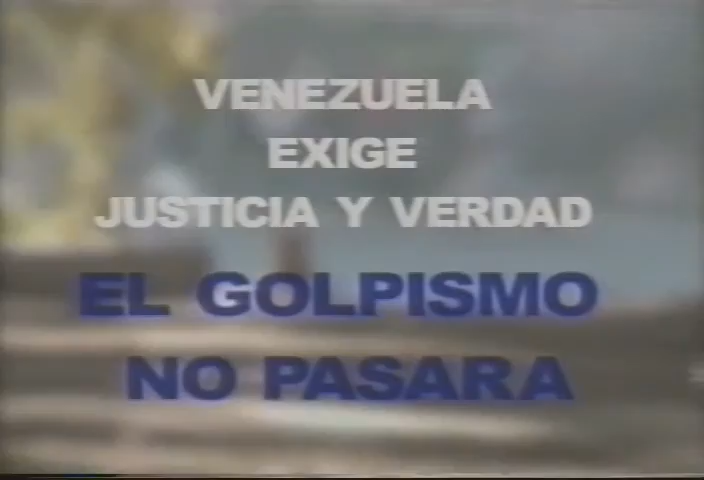 VENEZUELA
EXIGE
JUSTICIA Y VERDAD
EL GOLPISMO
NO PASARA